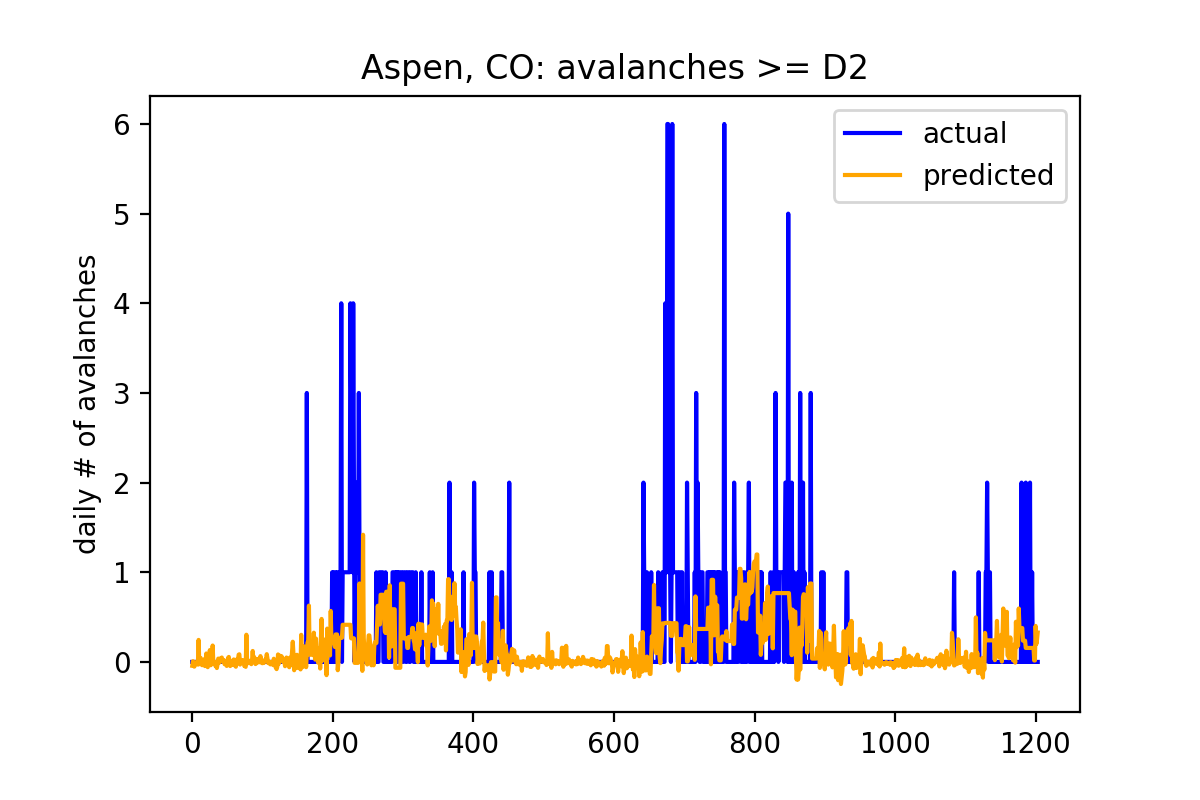 Aspen, CO: avalanches >= D2
actual
predicted
daily # of avalanches
6
5
4
3
2
1
0
0 200 400 600 800 1000 1200